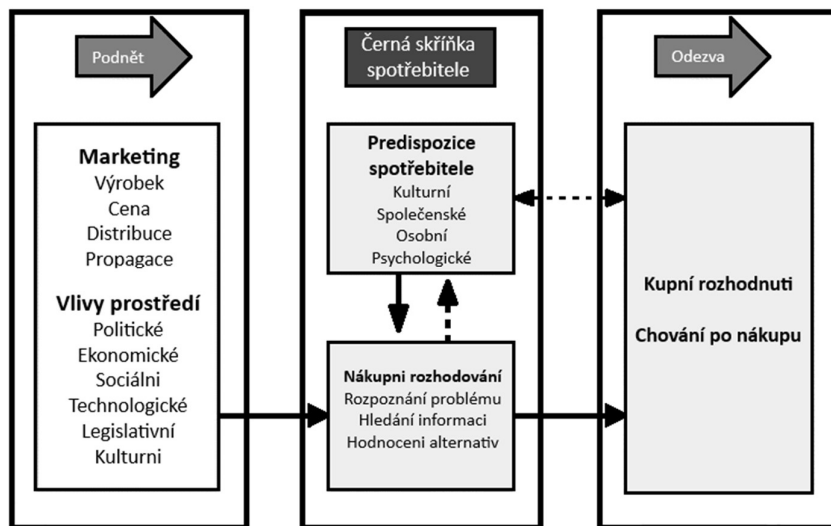 Podnět
Marketing
Výrobek
Cena
Distribuce
Propagace
Vlivy prostředí
Politické
Ekonomické
Sociálni
Technologické
Legislativní
Kulturni
Černá skříňka
spotřebitele
Predispozice
spotřebitele
Kulturní
Společenské
Osobní
Psychologické
Nákupni rozhodování
Rozpoznání problému
Hledání informaci
Hodnoceni alternativ
Odezva
Kupní rozhodnuti
Chování po nákupu